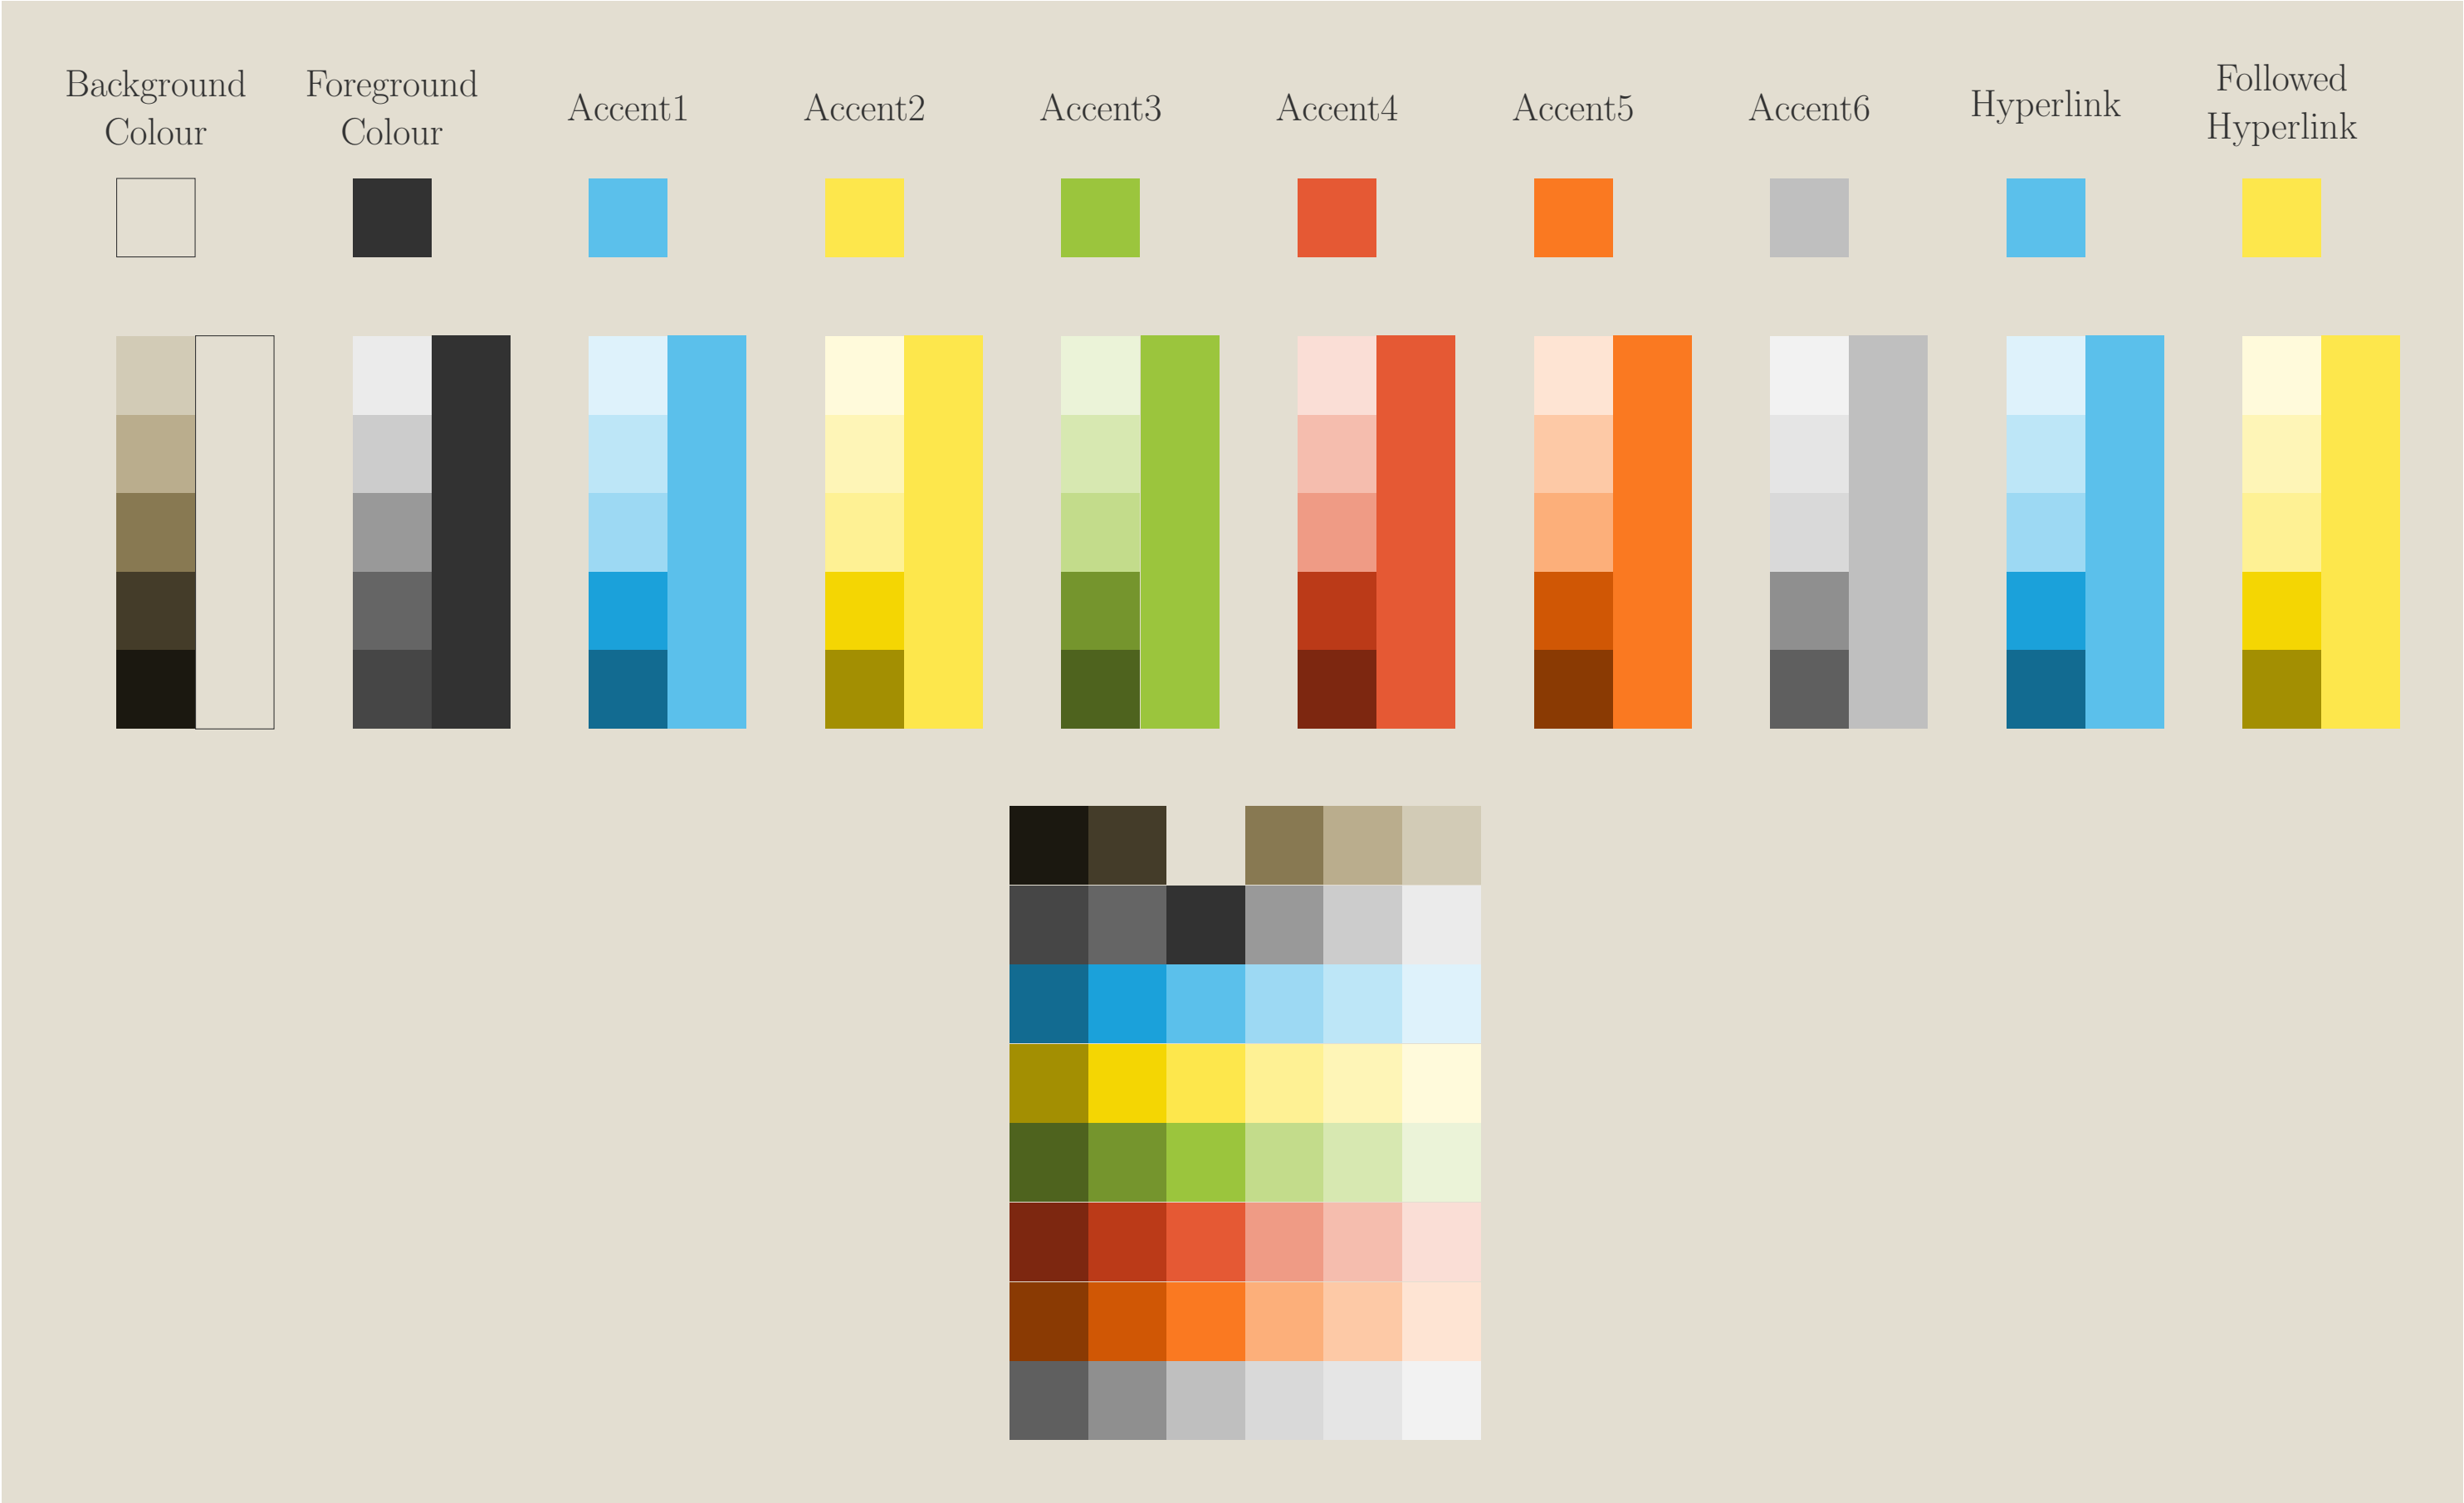 Background
Colour
Foreground
Colour
Accent1
Accent2
Accent3
Accent4
Accent5
Accent6
Hyperlink
Followed
Hyperlink